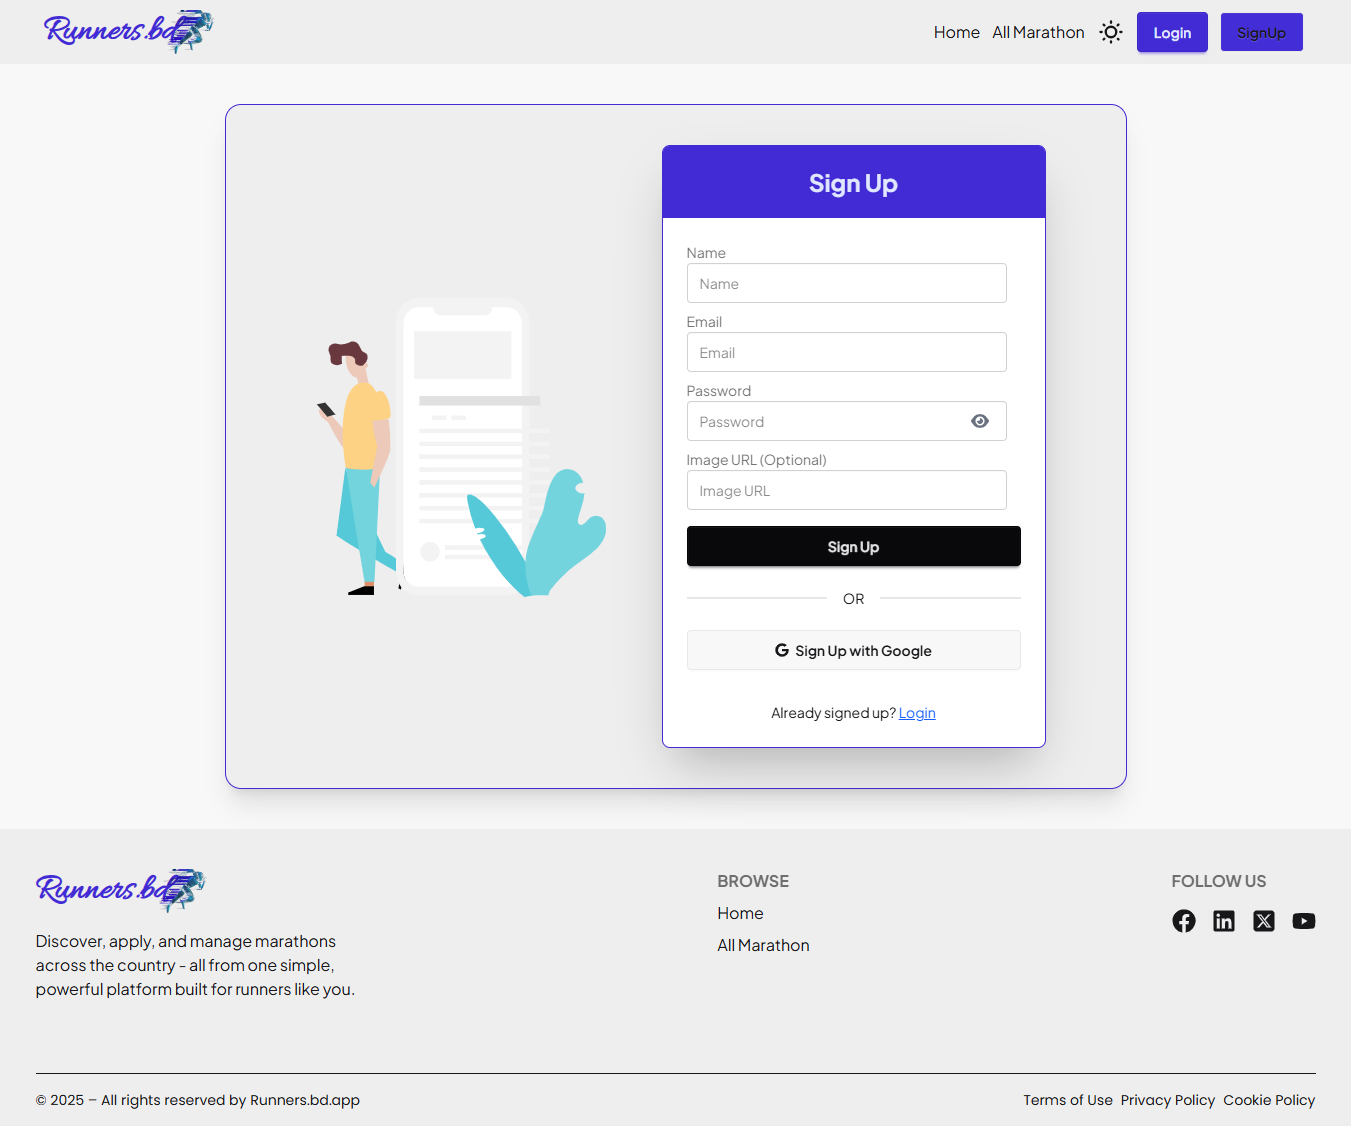 Runners.bd
Home All Marathon Login SignUp
Sign Up
Name
Name
Email
Email
Password
Password
Image URL (Optional)
Image URL
Sign Up
OR
Sign Up with Google
Already signed up? Login
Runners.bd
Discover, apply, and manage marathons
across the country - all from one simple,
powerful platform built for runners like you.
BROWSE
Home
All Marathon
FOLLOW US
© 2025 – All rights reserved by Runners.bd.app
Terms of Use Privacy Policy Cookie Policy